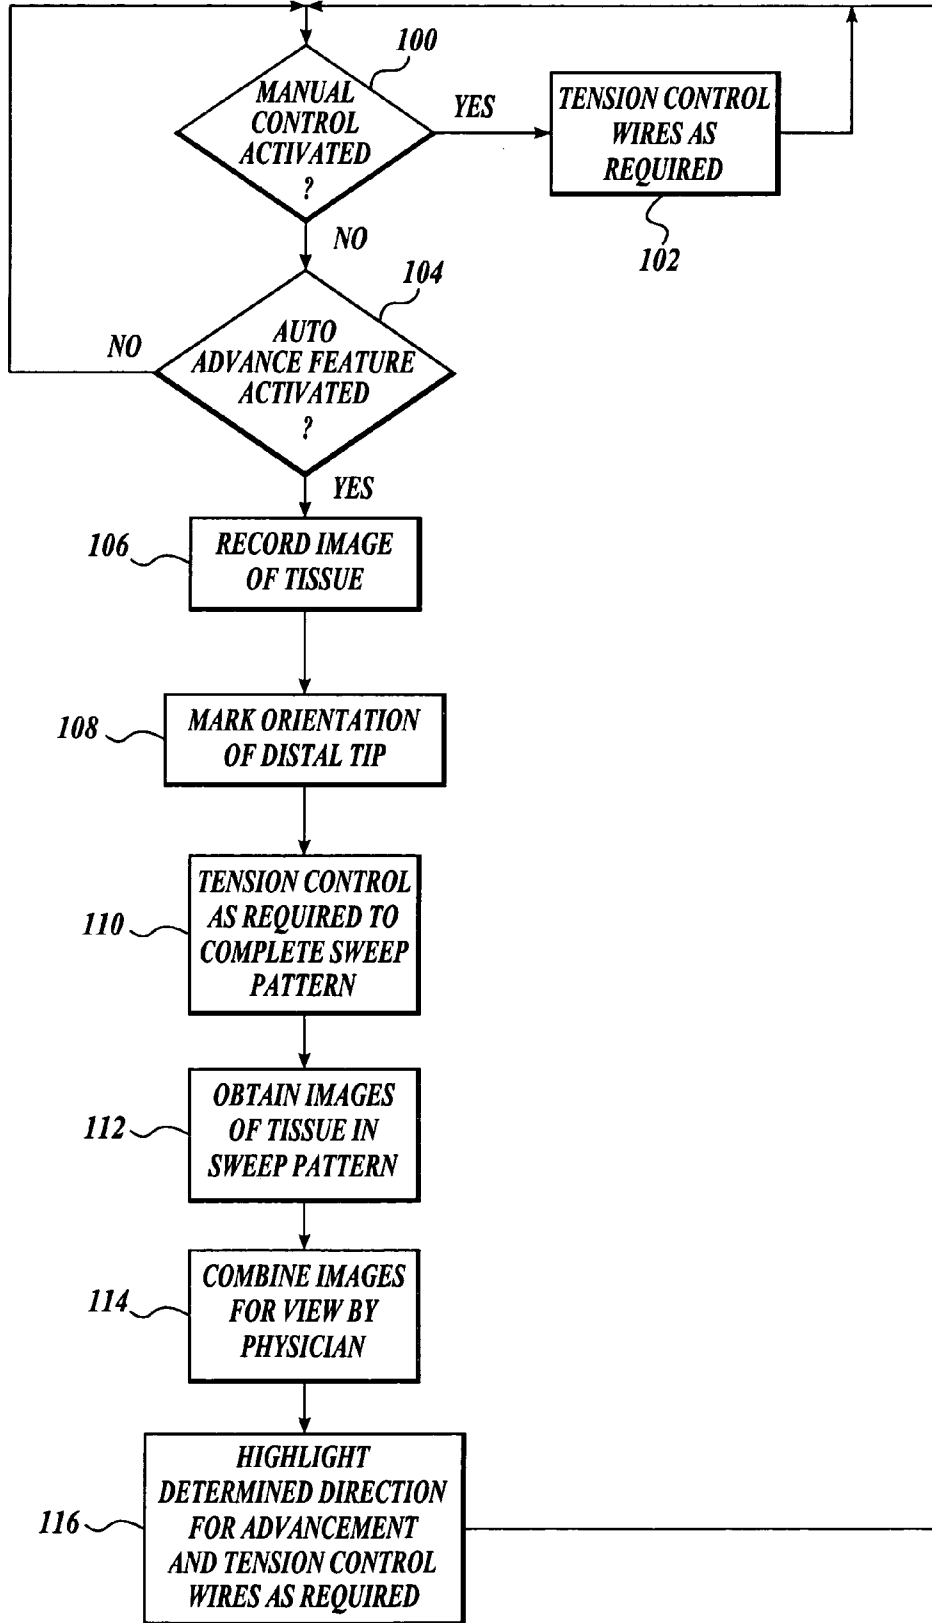 100
MANUAL
CONTROL
ACTIVATED
?
YES
TENSION CONTROL
WIRES AS
REQUIRED
102
NO
104
NO
AUTO
ADVANCE FEATURE
ACTIVATED
?
YES
106
RECORD IMAGE
OF TISSUE
108
MARK ORIENTATION
OF DISTAL TIP
110
TENSION CONTROL
AS REQUIRED TO
COMPLETE SWEEP
PATTERN
112
OBTAIN IMAGES
OF TISSUE IN
SWEEP PATTERN
114
COMBINE IMAGES
FOR VIEW BY
PHYSICIAN
116
HIGHLIGHT
DETERMINED DIRECTION
FOR ADVANCEMENT
AND TENSION CONTROL
WIRES AS REQUIRED